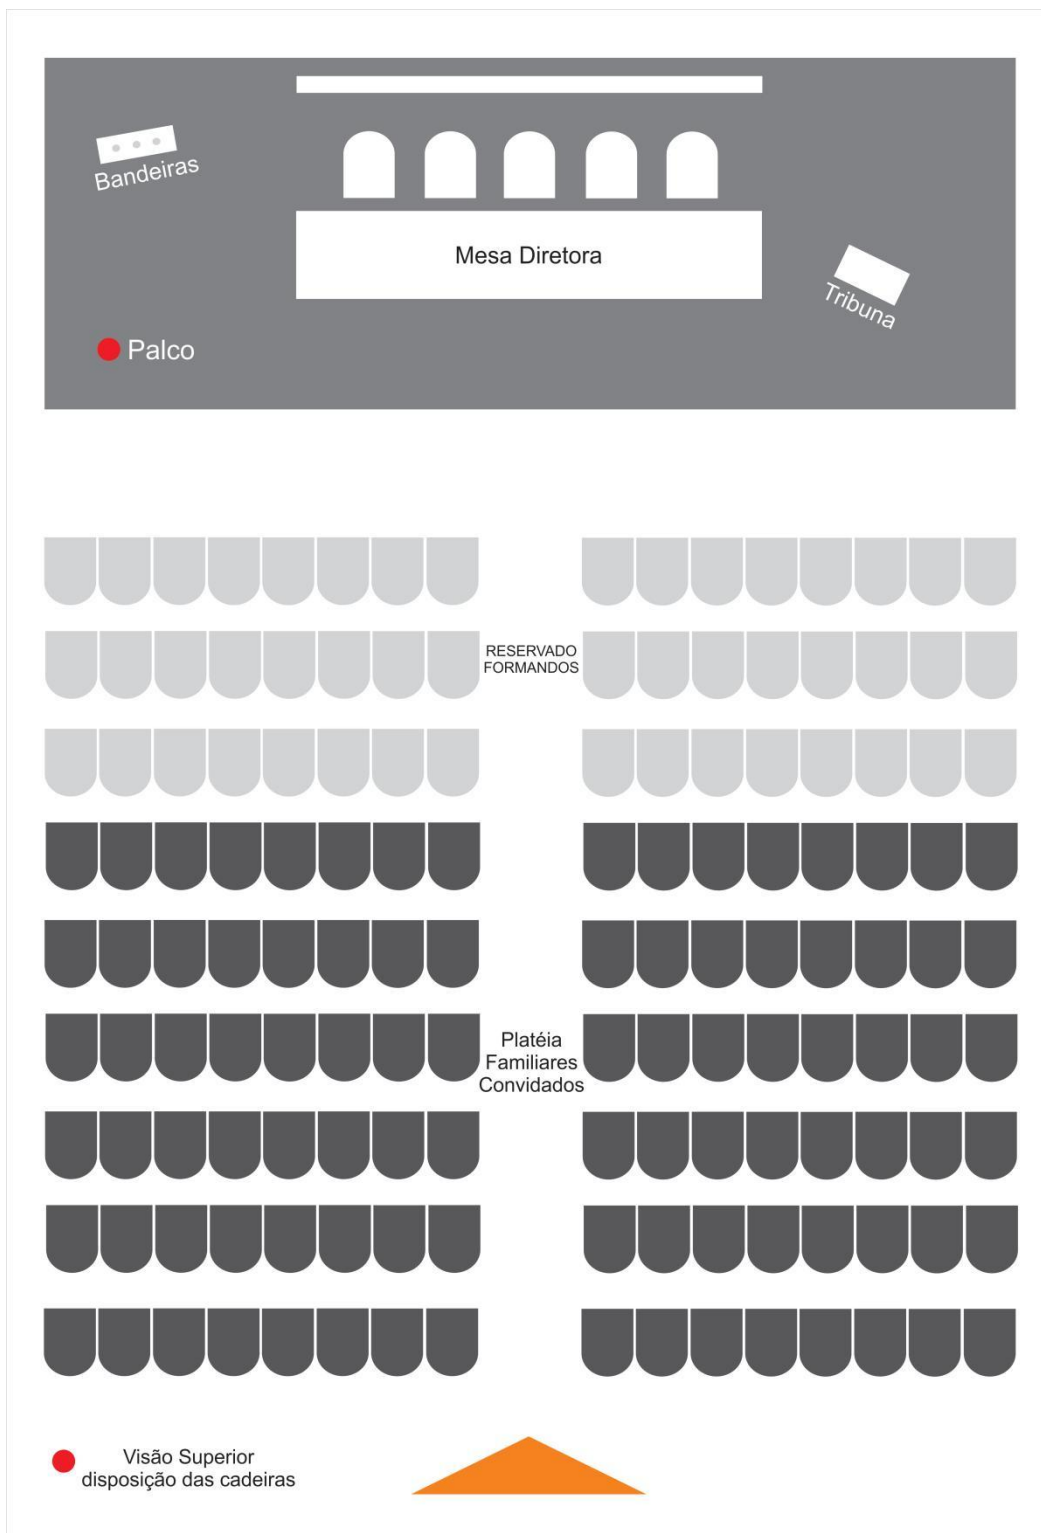 Bandeiras
Mesa Diretora
Tribuna
Palco
RESERVADO
FORMANDOS
Platéia
Familiares
Convidados
Visão Superior
disposição das cadeiras